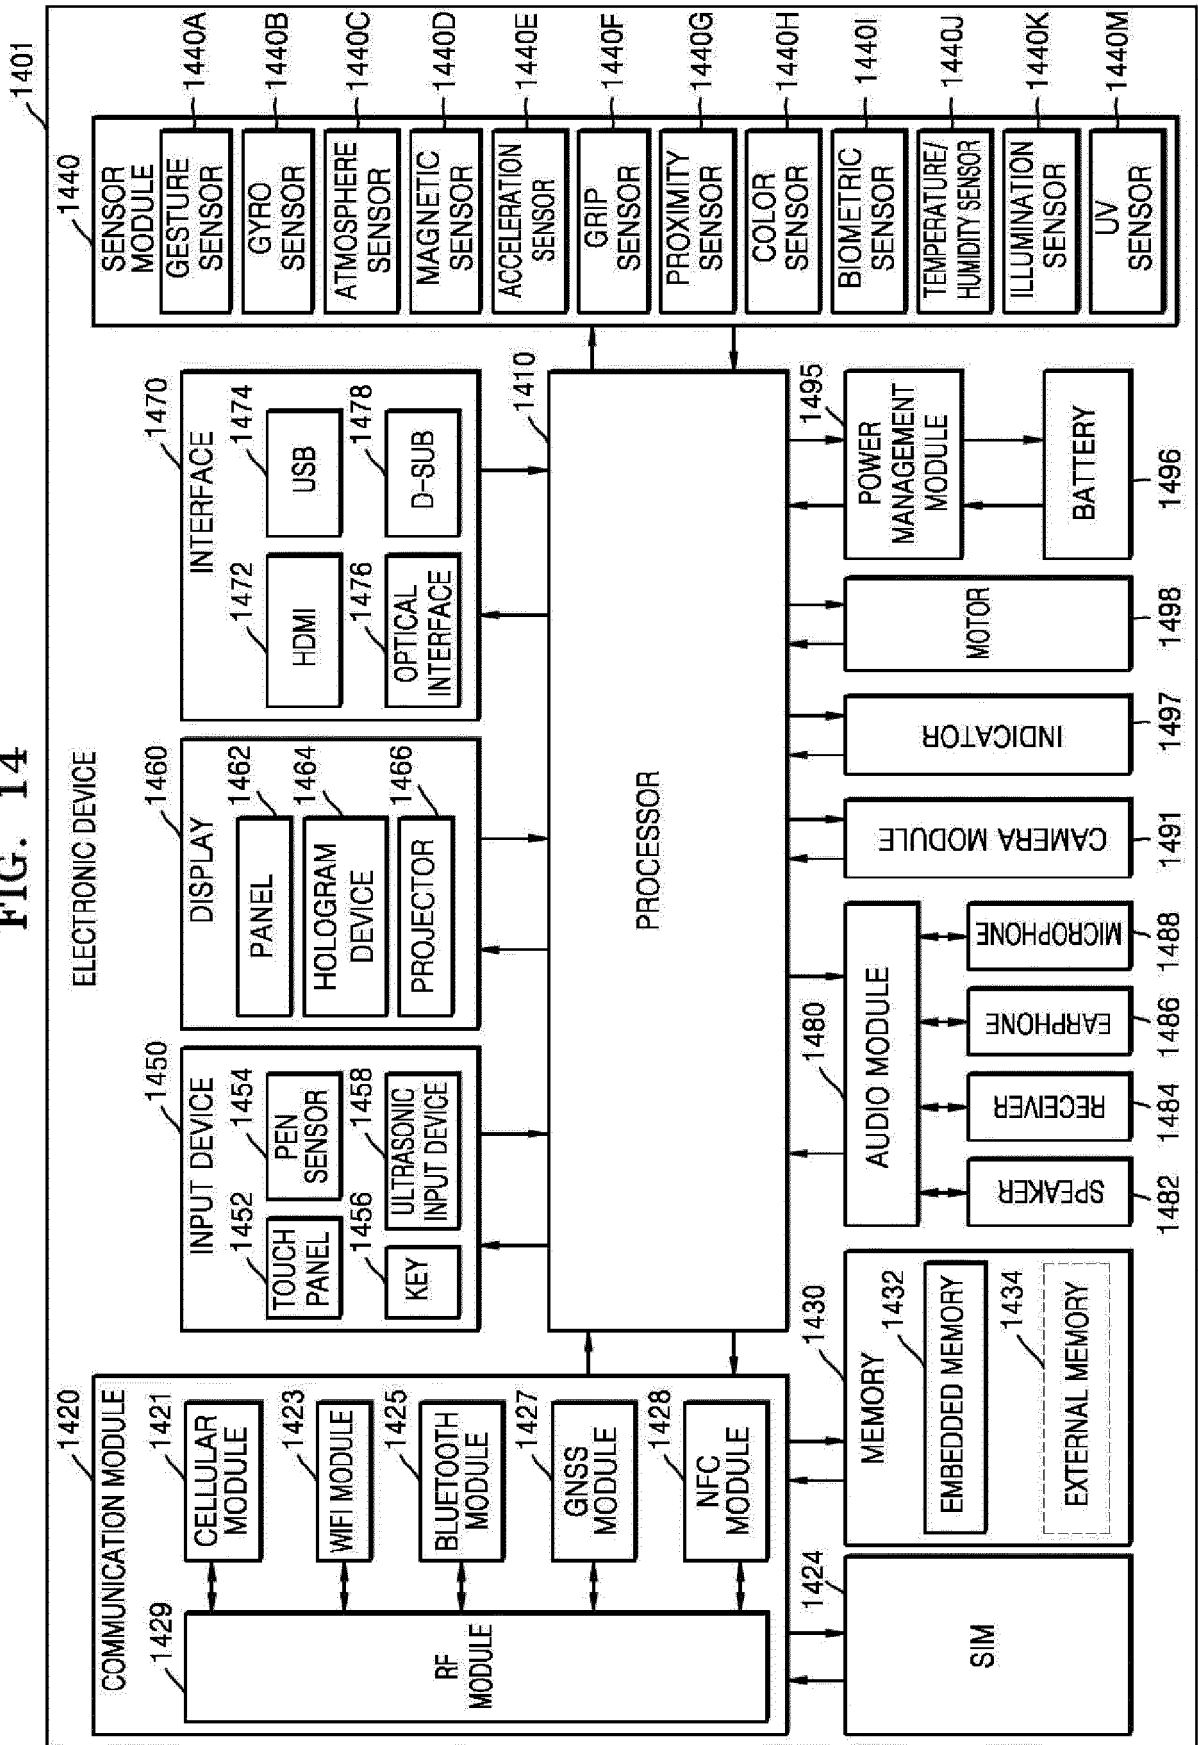 FIG. 14
ELECTRONIC DEVICE
1401
COMMUNICATION MODULE
1420
CELLULAR
MODULE
1421
WIFI MODULE
1423
BLUETOOTH
MODULE
1425
GNSS
MODULE
1427
NFC
MODULE
1428
RF
MODULE
1429
INPUT DEVICE
1450
TOUCH
PANEL
1452
PEN
SENSOR
1454
KEY
1456
ULTRASONIC
INPUT DEVICE
1458
DISPLAY
1460
PANEL
1462
HOLOGRAM
DEVICE
1464
PROJECTOR
1466
INTERFACE
1470
HDMI
1472
USB
1474
OPTICAL
INTERFACE
1476
D-SUB
1478
SENSOR
MODULE
1440
GESTURE
SENSOR
1440A
GYRO
SENSOR
1440B
ATMOSPHERE
SENSOR
1440C
MAGNETIC
SENSOR
1440D
ACCELERATION
SENSOR
1440E
GRIP
SENSOR
1440F
PROXIMITY
SENSOR
1440G
COLOR
SENSOR
1440H
BIOMETRIC
SENSOR
1440I
TEMPERATURE/
HUMIDITY SENSOR
1440J
ILLUMINATION
SENSOR
1440K
UV
SENSOR
1440M
PROCESSOR
1410
SIM
1424
MEMORY
1430
EMBEDDED MEMORY
1432
EXTERNAL MEMORY
1434
AUDIO MODULE
1480
SPEAKER
1482
RECEIVER
1484
EARPHONE
1486
MICROPHONE
1488
CAMERA MODULE
1491
INDICATOR
1497
MOTOR
1498
POWER
MANAGEMENT
MODULE
1495
BATTERY
1496